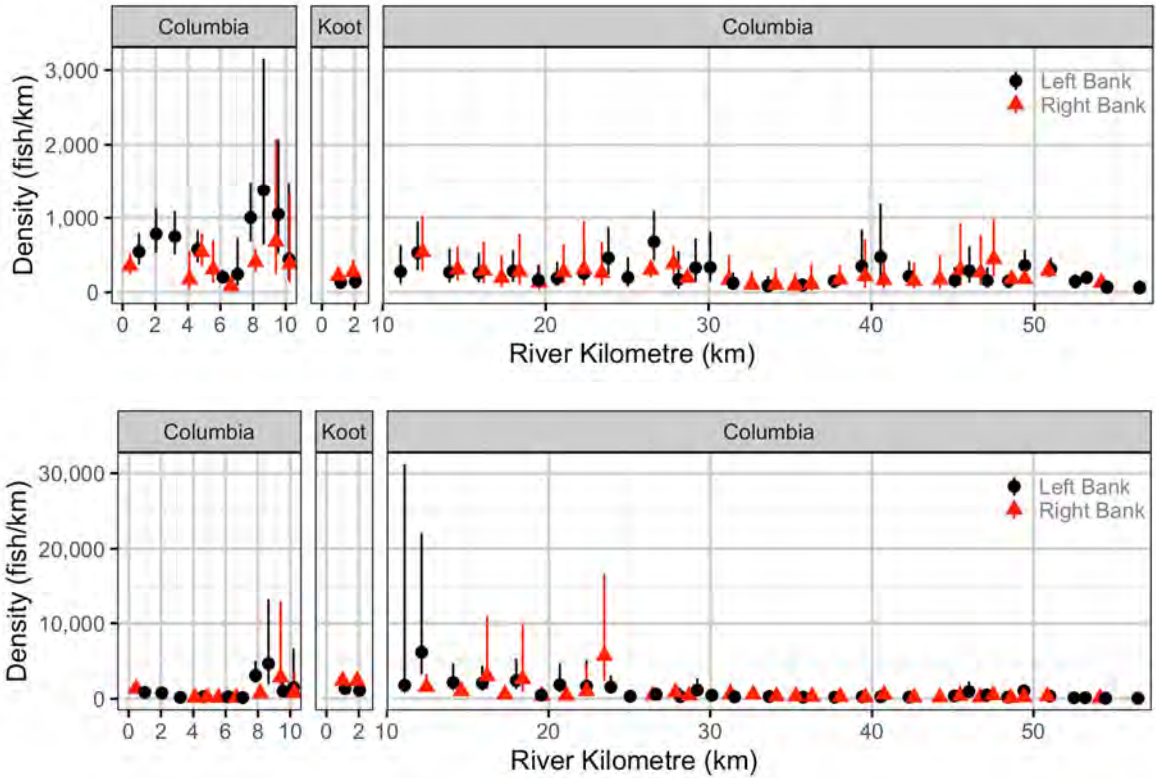 Columbia Koot Columbia
Density (fish/km)
3,000
2,000
1,000
0
Left Bank
Right Bank
0 2 4 6 8 10 0 2 10 20 30 40 50
River Kilometre (km)
Columbia Koot Columbia
Density (fish/km)
30,000
20,000
10,000
0
Left Bank
Right Bank
0 2 4 6 8 10 0 2 10 20 30 40 50
River Kilometre (km)